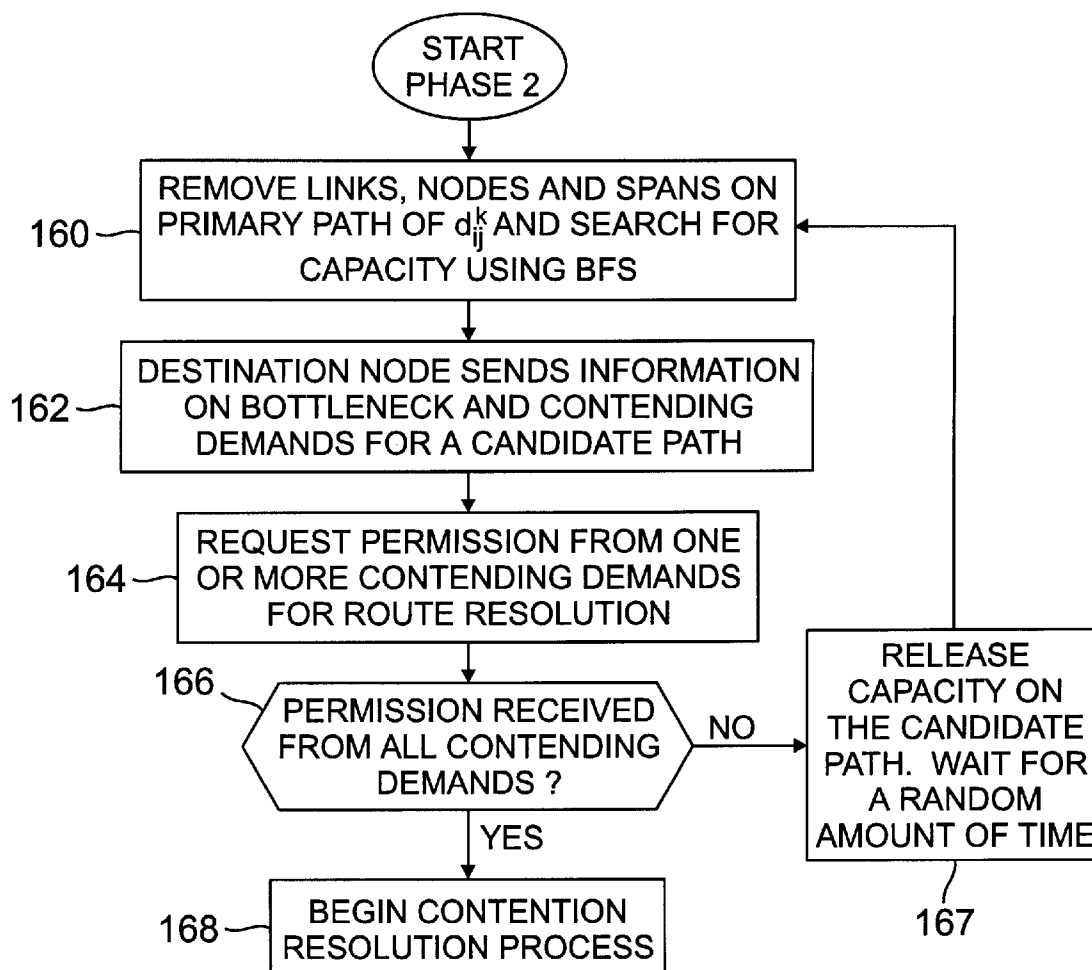 START
PHASE 2
REMOVE LINKS, NODES AND SPANS ON
PRIMARY PATH OF d^k_ij AND SEARCH FOR
CAPACITY USING BFS
160
DESTINATION NODE SENDS INFORMATION
ON BOTTLENECK AND CONTENDING
DEMANDS FOR A CANDIDATE PATH
162
REQUEST PERMISSION FROM ONE
OR MORE CONTENDING DEMANDS
FOR ROUTE RESOLUTION
164
166
PERMISSION RECEIVED
FROM ALL CONTENDING
DEMANDS ?
NO
RELEASE
CAPACITY ON
THE CANDIDATE
PATH. WAIT FOR
A RANDOM
AMOUNT OF TIME
167
YES
BEGIN CONTENTION
RESOLUTION PROCESS
168